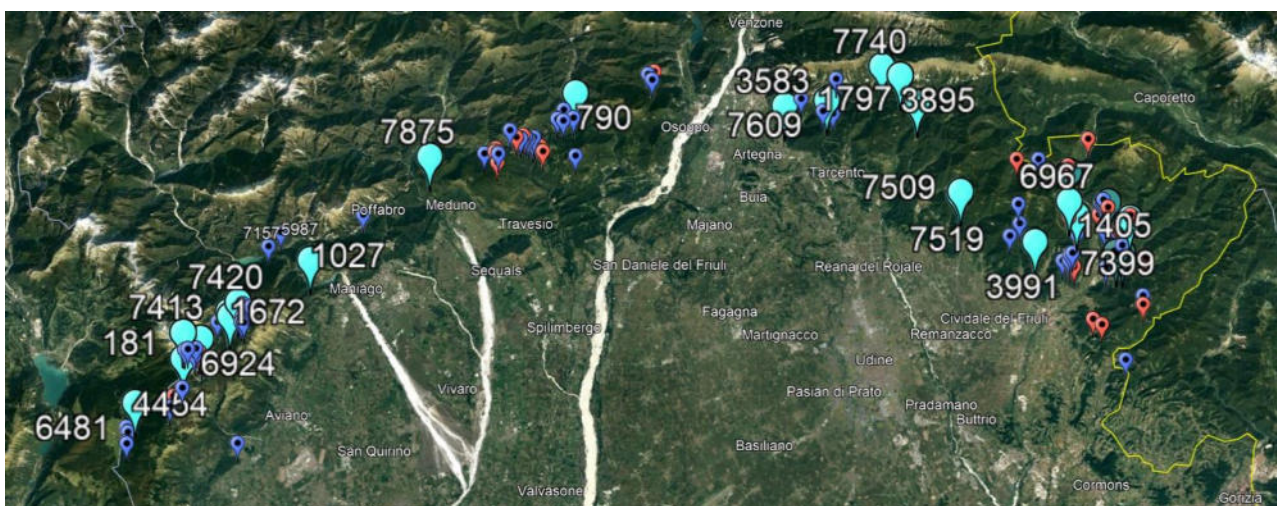 Venzone
7740
Caporetto
3583
1797
3895
790
7609
Osoppo
7875
Artegna
Tarcento
6967
Buia
Poffabro
Meduno
7509
Travesio
Majano
1405
7157
5987
7519
1027
Sequals
San Daniele del Friuli
Reana del Rojale
7399
7420
Maniago
3991
7413
1672
Fagagna
Cividale del Friuli
181
Spilimbergo
Martignacco
Remanzacco
6924
Udine
Vivaro
Pasian di Prato
4454
Aviano
Pradamano
6481
Buttrio
San Quirino
Basiliano
Valvasone
Cormons
Gorizia